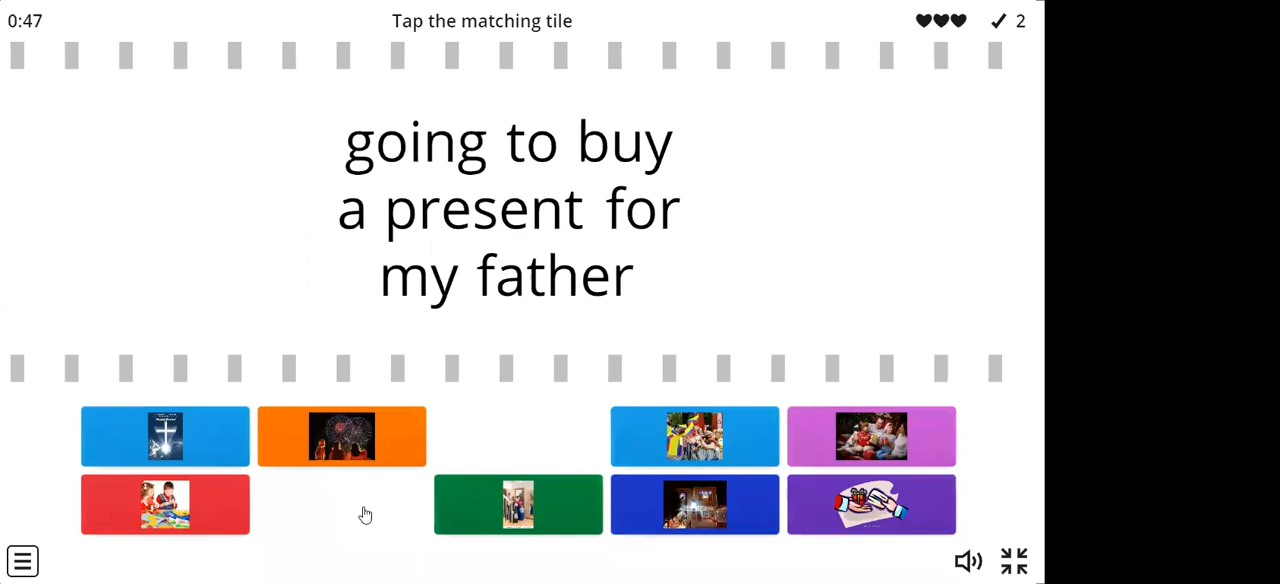 0:47
Tap the matching tile
2
going to buy
a present for
my father